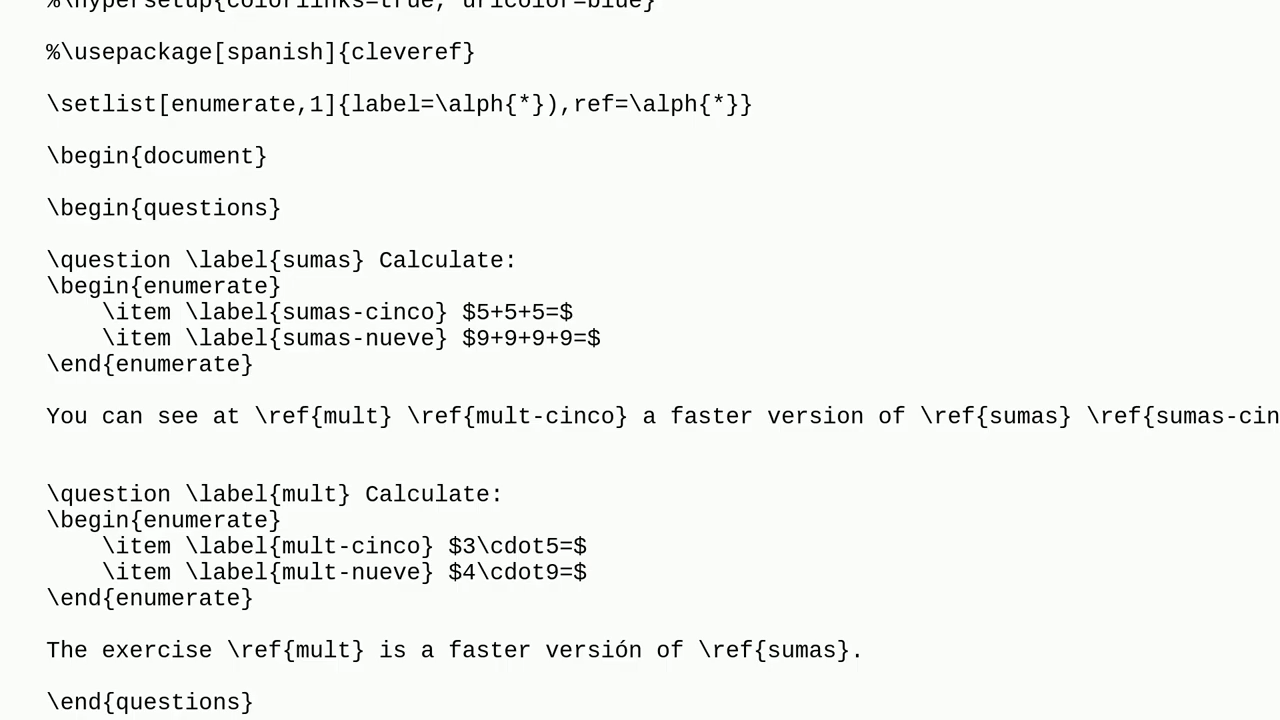 %\hypersetup{colorlinks=true, urlcolor=blue}
%\usepackage[spanish]{cleveref}
\setlist[enumerate,1]{label=\alph{*}),ref=\alph{*}}
\begin{document}
\begin{questions}
\question \label{sumas} Calculate:
\begin{enumerate}
    \item \label{sumas-cinco} $5+5+5=$
    \item \label{sumas-nueve} $9+9+9+9=$
\end{enumerate}
You can see at \ref{mult} \ref{mult-cinco} a faster version of \ref{sumas} \ref{sumas-cin
\question \label{mult} Calculate:
\begin{enumerate}
    \item \label{mult-cinco} $3\cdot5=$
    \item \label{mult-nueve} $4\cdot9=$
\end{enumerate}
The exercise \ref{mult} is a faster versión of \ref{sumas}.
\end{questions}